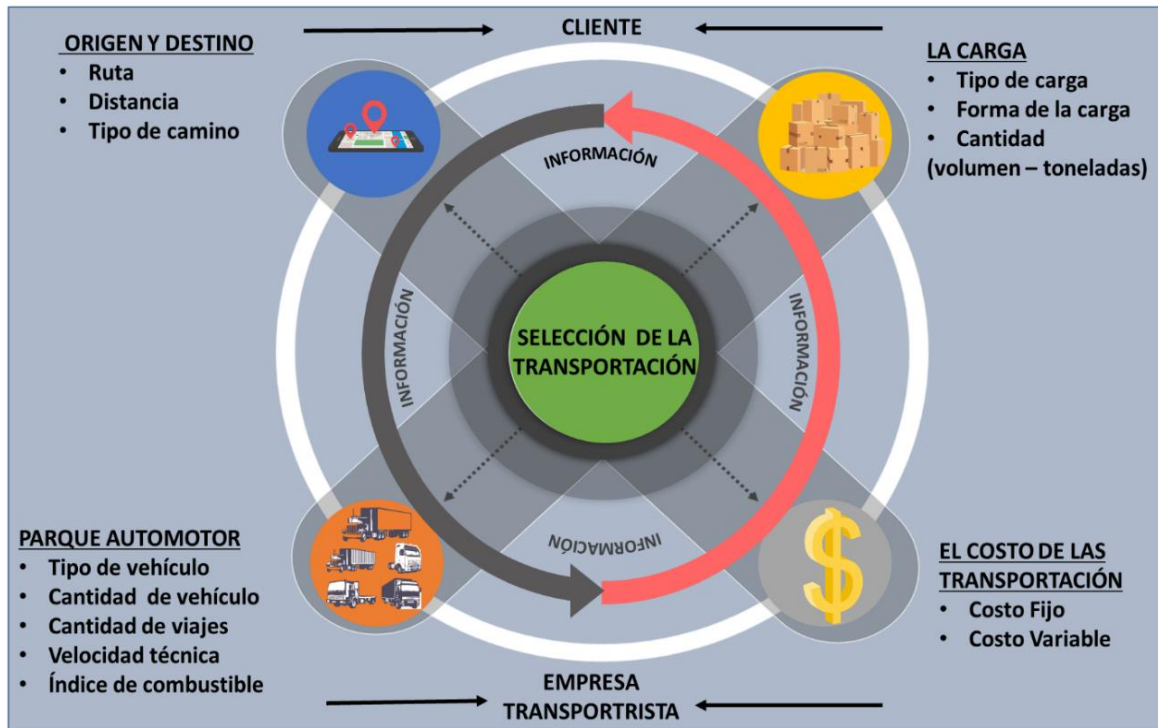 CLIENTE
ORIGEN Y DESTINO
• Ruta
• Distancia
• Tipo de camino
LA CARGA
• Tipo de carga
• Forma de la carga
• Cantidad
(volumen – toneladas)
INFORMACIÓN
INFORMACIÓN
SELECCIÓN DE LA
TRANSPORTACIÓN
INFORMACIÓN
INFORMACIÓN
PARQUE AUTOMOTOR
• Tipo de vehículo
• Cantidad de vehículo
• Cantidad de viajes
• Velocidad técnica
• Índice de combustible
EL COSTO DE LAS
TRANSPORTACIÓN
• Costo Fijo
• Costo Variable
EMPRESA
TRANSPORTRISTA